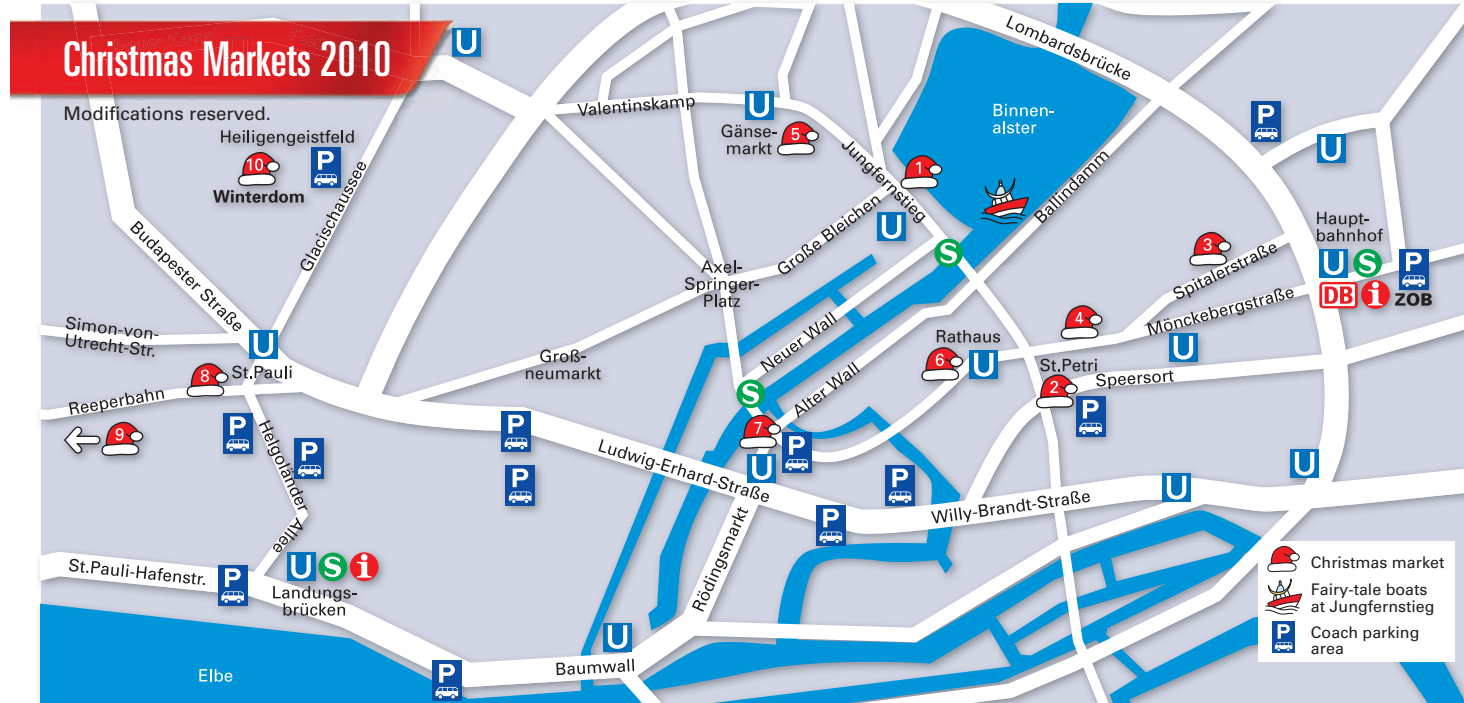 Christmas Markets 2010
Modifications reserved.
Heiligengeistfeld
10
P
Winterdom
U
Valentinskamp
U
Gänse-
markt
5
Jungfernstieg
1
U
Große Bleichen
S
Binnen-
alster
Lombardsbrücke
Ballindamm
P
U
Haupt-
bahnhof
U
S
P
DB
i
ZOB
3
Spitalerstraße
Mönckebergstraße
4
U
Budapester Straße
Glacischaussee
Axel-
Springer-
Platz
Neuer Wall
Alter Wall
Rathaus
6
U
St.Petri
2
P
Speersort
Simon-von-
Utrecht-Str.
U
St.Pauli
8
Reeperbahn
9
Groß-
neumarkt
S
7
P
U
P
P
P
P
Helgoländer
Allee
Ludwig-Erhard-Straße
P
P
Willy-Brandt-Straße
U
U
Rödingsmarkt
St.Pauli-Hafenstr.
P
U
S
i
Landungs-
brücken
U
Baumwall
P
Elbe
Christmas market
Fairy-tale boats
at Jungfernstieg
P
Coach parking
area